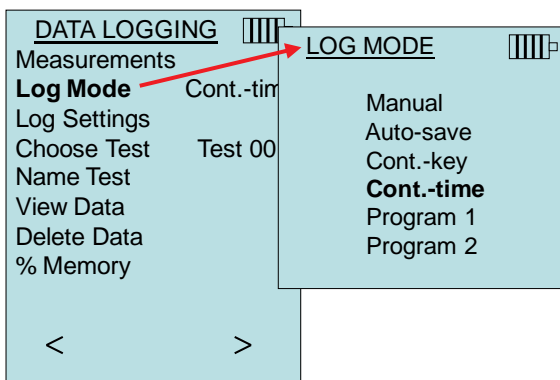 DATA LOGGING
Measurements
Log Mode Cont.-tim
Log Settings
Choose Test Test 00
Name Test
View Data
Delete Data
% Memory
< >
LOG MODE
Manual
Auto-save
Cont.-key
Cont.-time
Program 1
Program 2